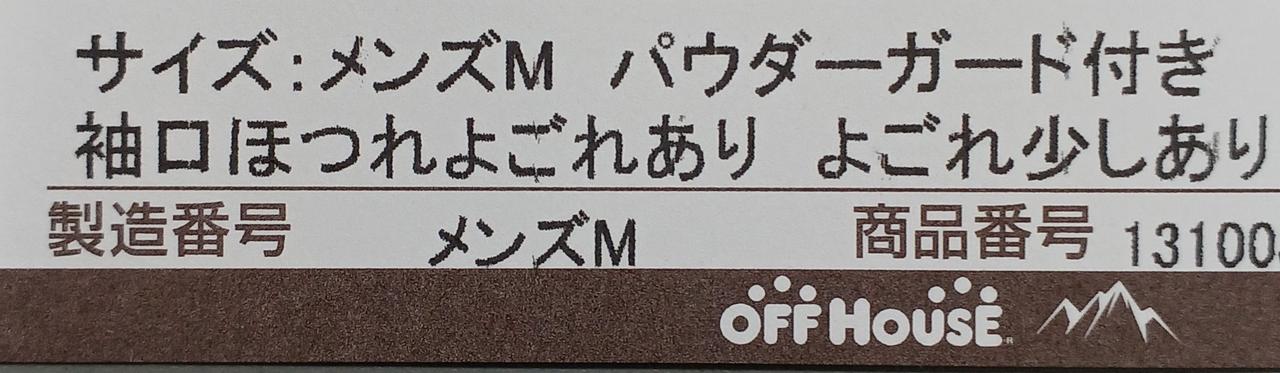 サイズ:メンズM パウダーガード付き
袖口ほつれよごれあり よごれ少しあり
製造番号 メンズM 商品番号 13100
OFF HOUSE